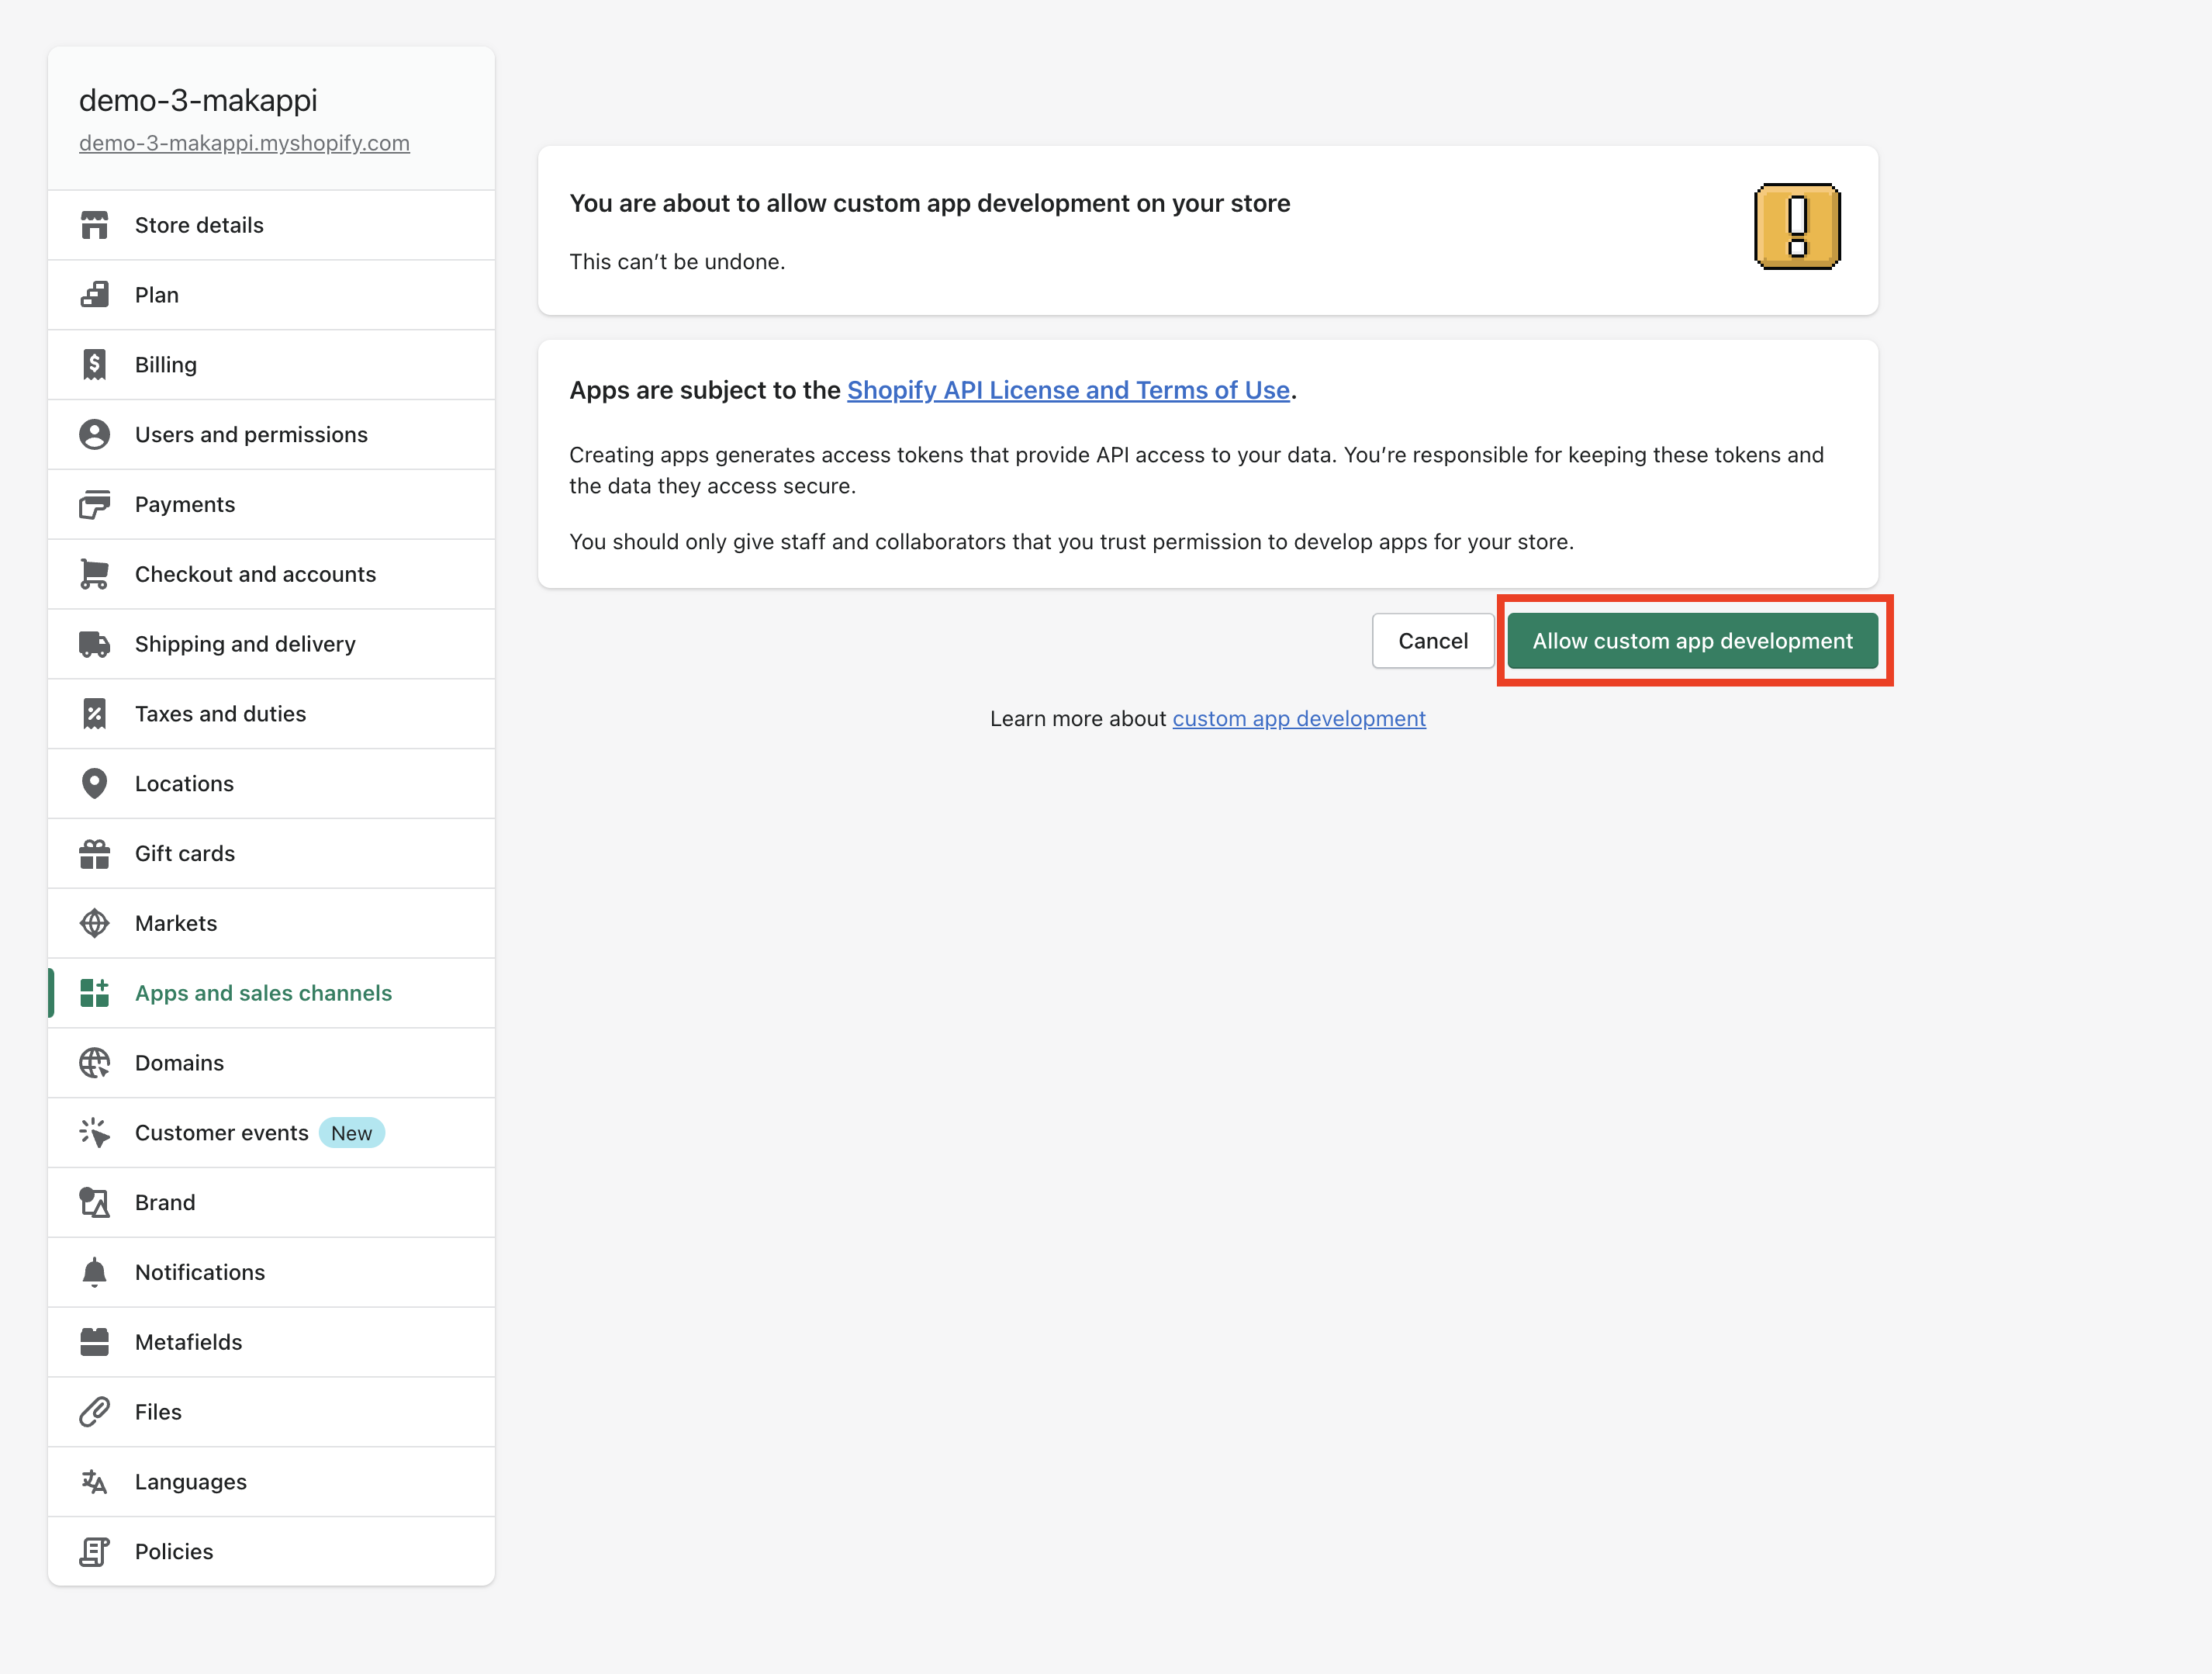 demo-3-makappi
demo-3-makappi.myshopify.com
Store details
Plan
Billing
Users and permissions
Payments
Checkout and accounts
Shipping and delivery
Taxes and duties
Locations
Gift cards
Markets
Apps and sales channels
Domains
Customer events New
Brand
Notifications
Metafields
Files
Languages
Policies
You are about to allow custom app development on your store
This can’t be undone.
Apps are subject to the Shopify API License and Terms of Use.
Creating apps generates access tokens that provide API access to your data. You’re responsible for keeping these tokens and
the data they access secure.
You should only give staff and collaborators that you trust permission to develop apps for your store.
Cancel
Allow custom app development
Learn more about custom app development